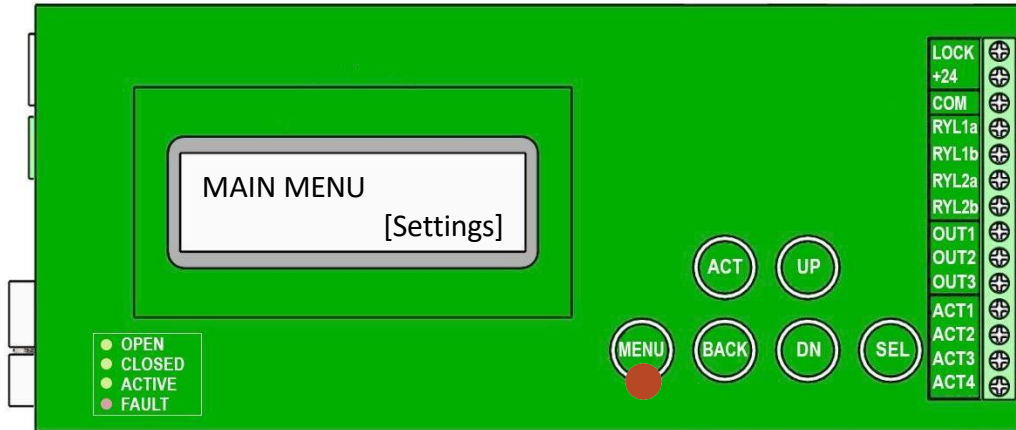 MAIN MENU
[Settings]
OPEN
CLOSED
ACTIVE
FAULT
ACT
UP
MENU
BACK
DN
SEL
LOCK
+24
COM
RYL1a
RYL1b
RYL2a
RYL2b
OUT1
OUT2
OUT3
ACT1
ACT2
ACT3
ACT4